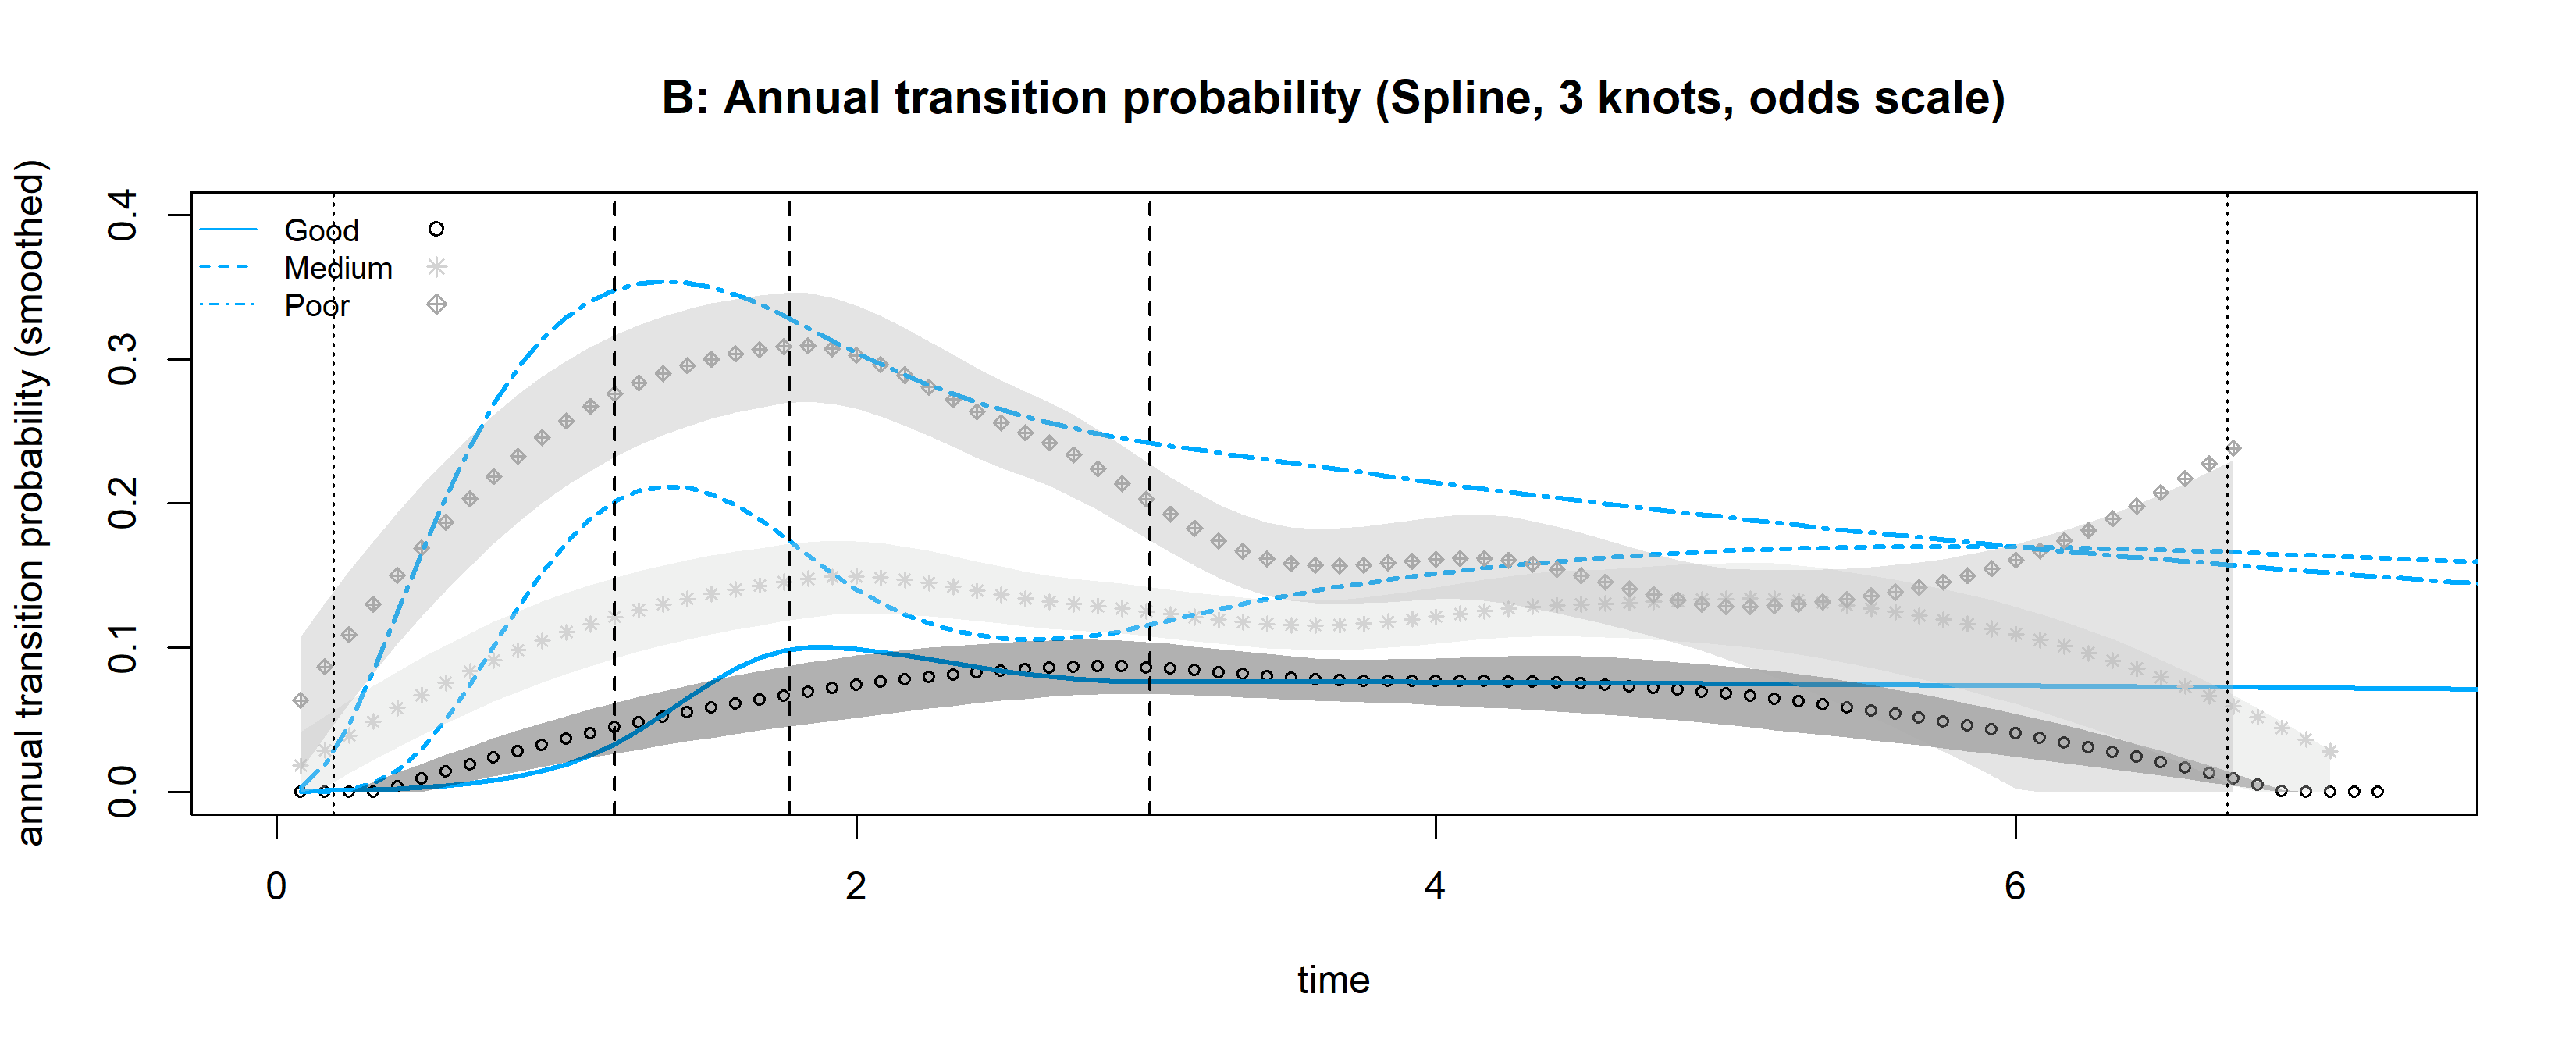 B: Annual transition probability (Spline, 3 knots, odds scale)
annual transition probability (smoothed)
0.4
0.3
0.2
0.1
0.0
Good
Medium
Poor
0 2 4 6
time